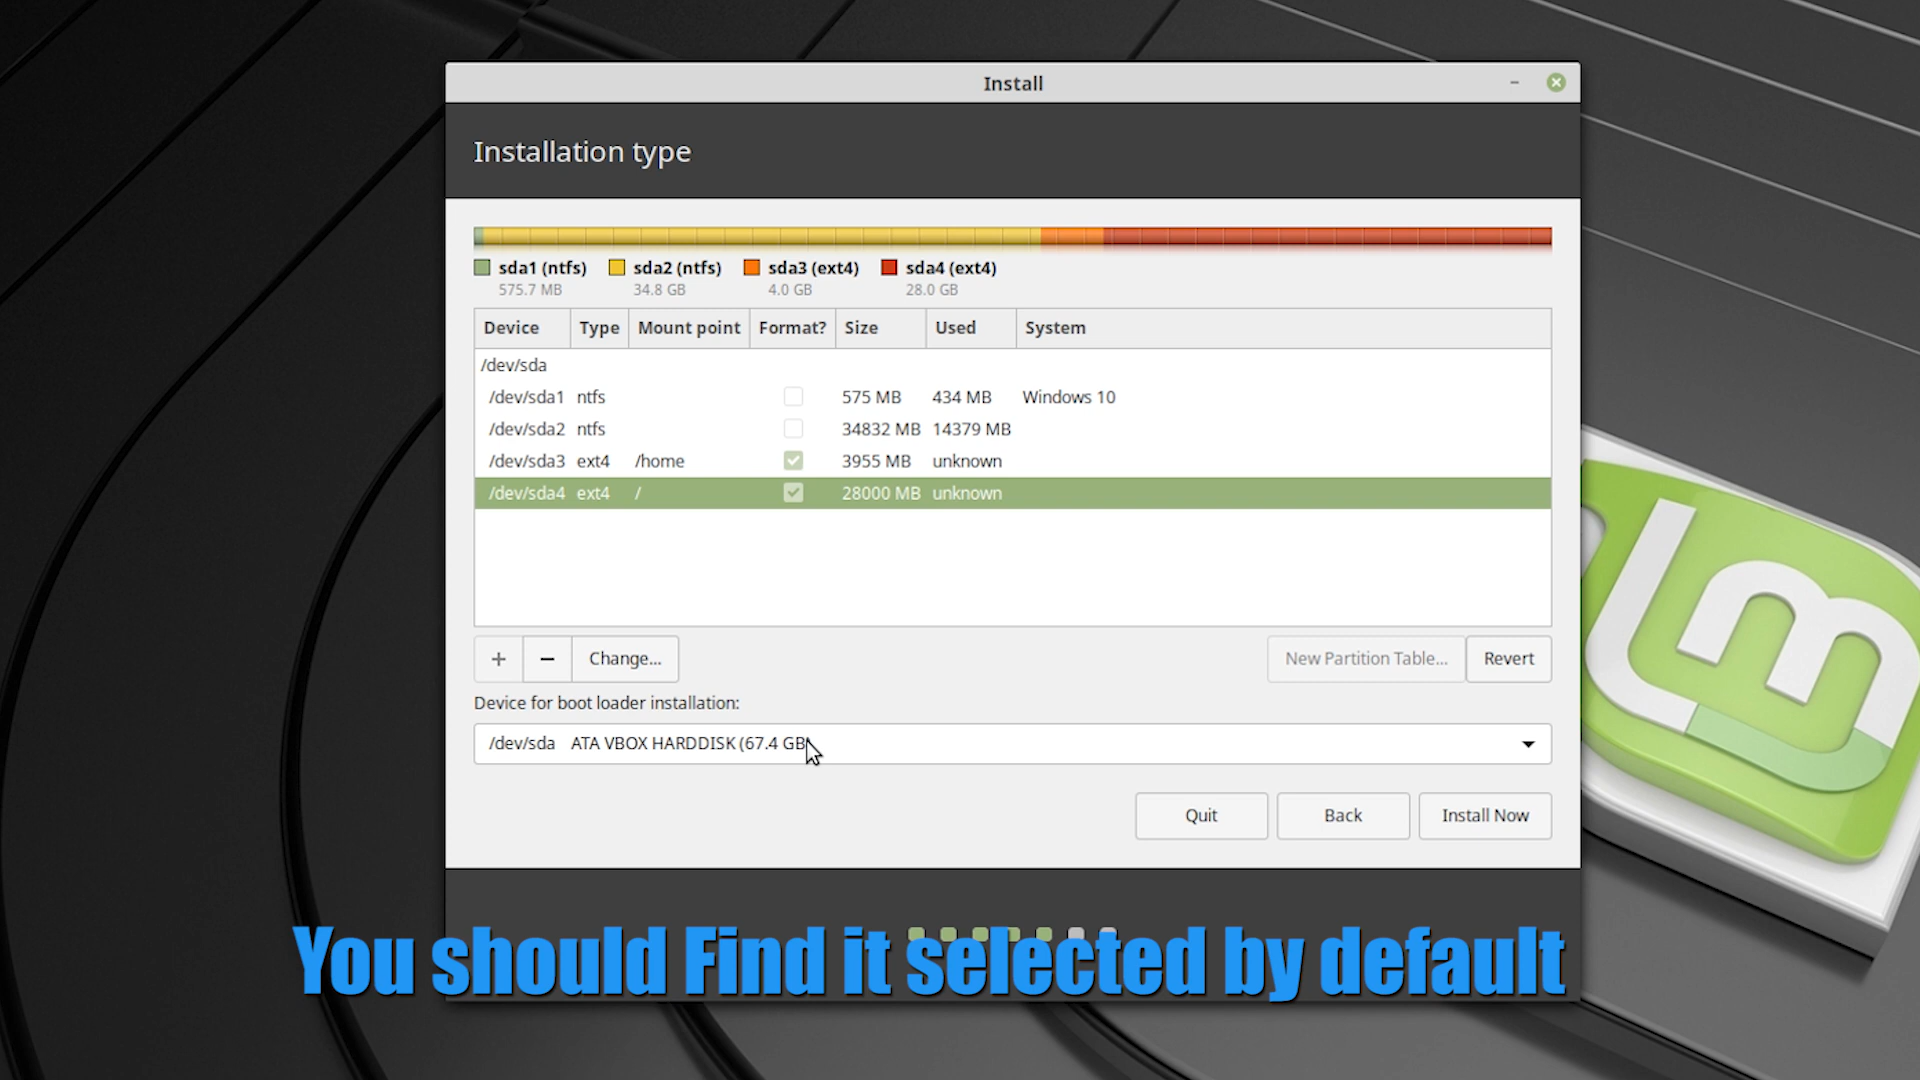 Install
Installation type
sda1 (ntfs) sda2 (ntfs) sda3 (ext4) sda4 (ext4)
575.7 MB 34.8 GB 4.0 GB 28.0 GB
Device Type Mount point Format? Size Used System
/dev/sda
/dev/sda1 ntfs 575 MB 434 MB Windows 10
/dev/sda2 ntfs 34832 MB 14379 MB
/dev/sda3 ext4 /home 3955 MB unknown
/dev/sda4 ext4 / 28000 MB unknown
+ − Change... New Partition Table... Revert
Device for boot loader installation:
/dev/sda ATA VBOX HARDDISK (67.4 GB)
Quit Back Install Now
You should Find it selected by default